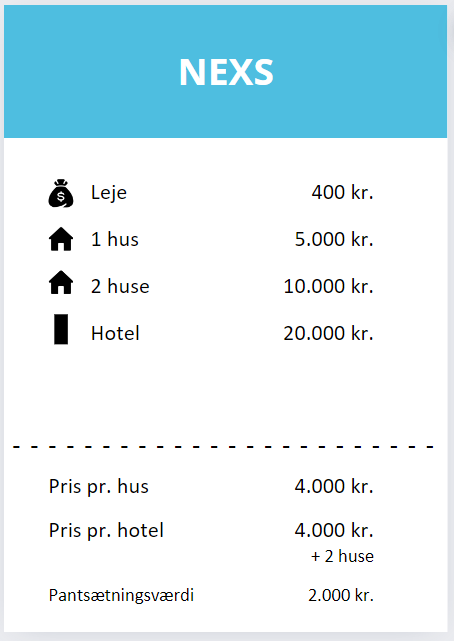 NEXS
$ Leje 400 kr.
1 hus 5.000 kr.
2 huse 10.000 kr.
Hotel 20.000 kr.
Pris pr. hus 4.000 kr.
Pris pr. hotel 4.000 kr.
+ 2 huse
Pantsætningsværdi 2.000 kr.